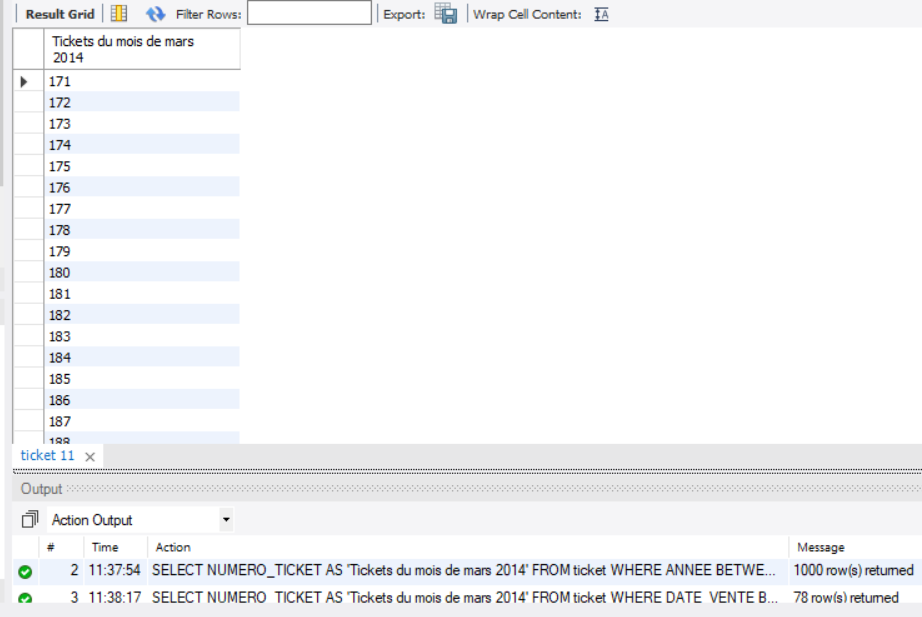 Result Grid Filter Rows: Export: Wrap Cell Content: IA
Tickets du mois de mars
2014
171
172
173
174
175
176
177
178
179
180
181
182
183
184
185
186
187
188
ticket 11
Output
Action Output
# Time Action Message
2 11:37:54 SELECT NUMERO_TICKET AS 'Tickets du mois de mars 2014' FROM ticket WHERE ANNEE BETWE... 1000 row(s) returned
3 11:38:17 SELECT NUMERO_TICKET AS 'Tickets du mois de mars 2014' FROM ticket WHERE DATE_VENTE B... 78 row(s) returned